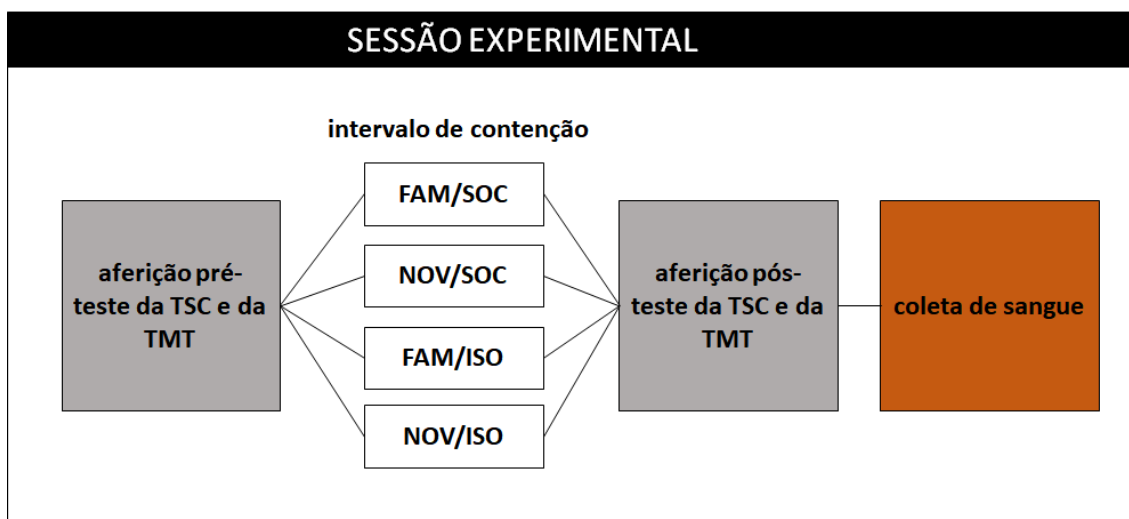 SESSÃO EXPERIMENTAL
intervalo de contenção
aferição pré-
teste da TSC e da
TMT
FAM/SOC
NOV/SOC
FAM/ISO
NOV/ISO
aferição pós-
teste da TSC e da
TMT
coleta de sangue